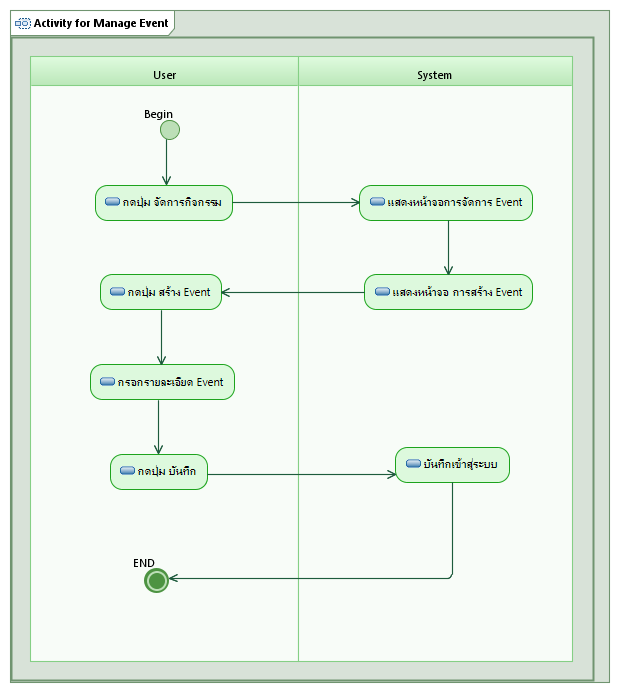 Activity for Manage Event
User
System
Begin
กดปุ่ม จัดการกิจกรรม
แสดงหน้าจอการจัดการ Event
กดปุ่ม สร้าง Event
แสดงหน้าจอ การสร้าง Event
กรอกรายละเอียด Event
กดปุ่ม บันทึก
บันทึกเข้าสู่ระบบ
END